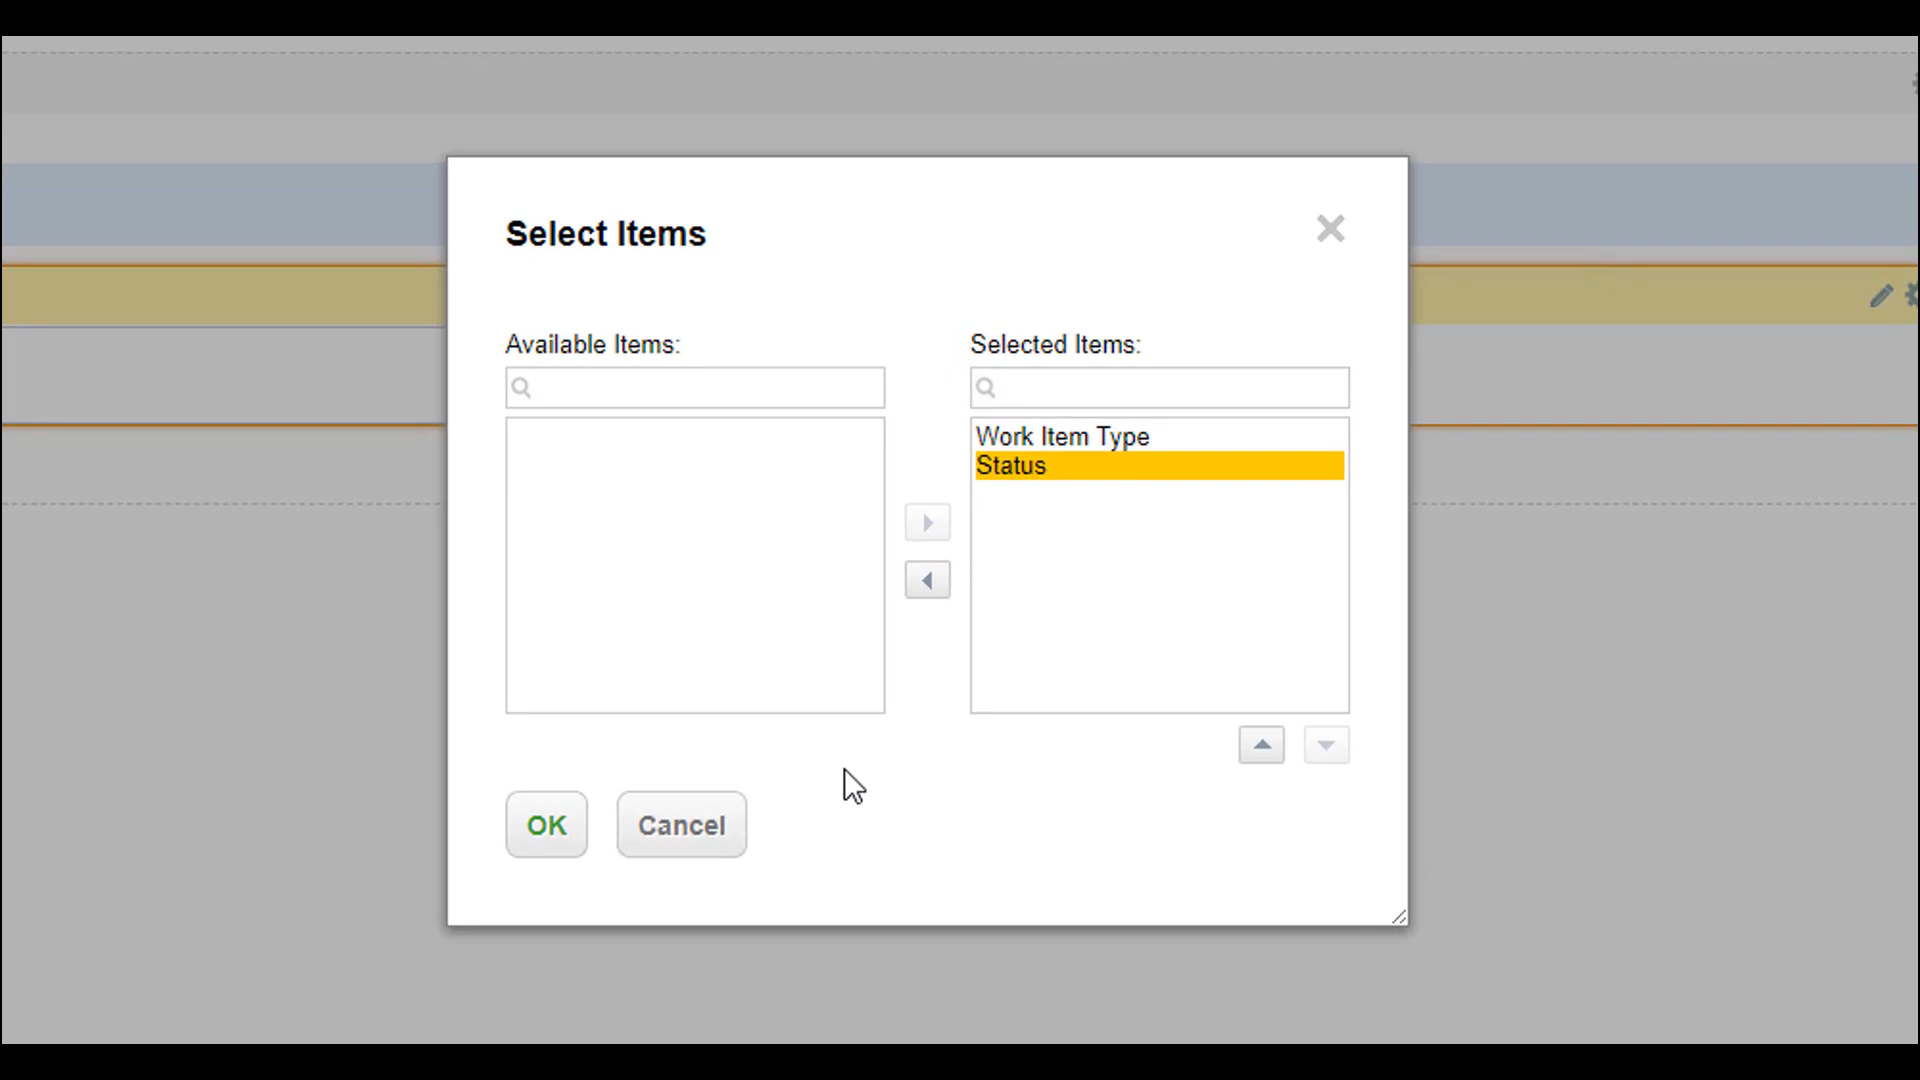 Select Items
Available Items:
Selected Items:
Work Item Type
Status
OK
Cancel